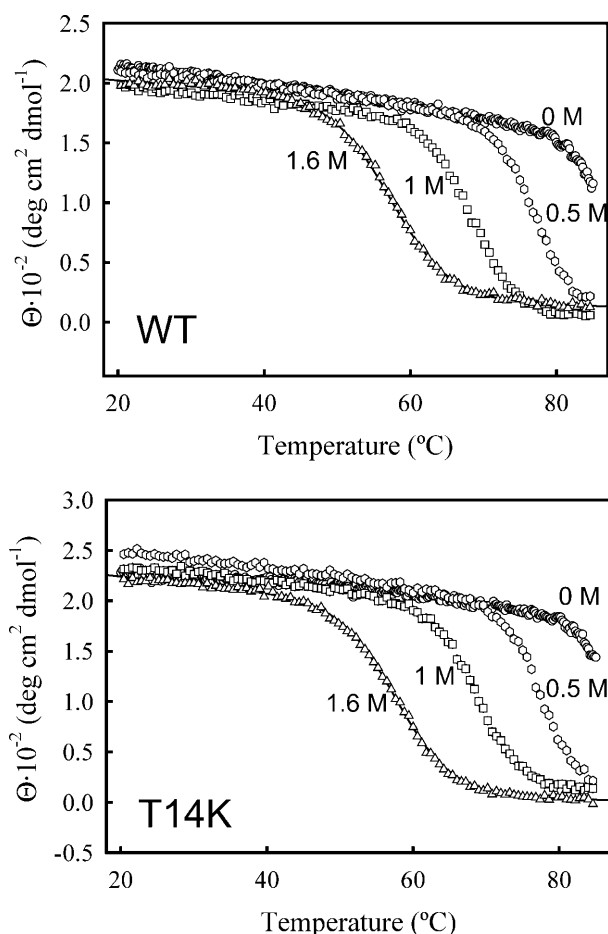 2.5
2.0
1.5
1.0
0.5
0.0
Θ·10⁻² (deg cm² dmol⁻¹)
0 M
1.6 M
1 M
0.5 M
WT
20 40 60 80
Temperature (ºC)
3.0
2.5
2.0
1.5
1.0
0.5
0.0
-0.5
Θ·10⁻² (deg cm² dmol⁻¹)
0 M
1 M
0.5 M
1.6 M
T14K
20 40 60 80
Temperature (ºC)